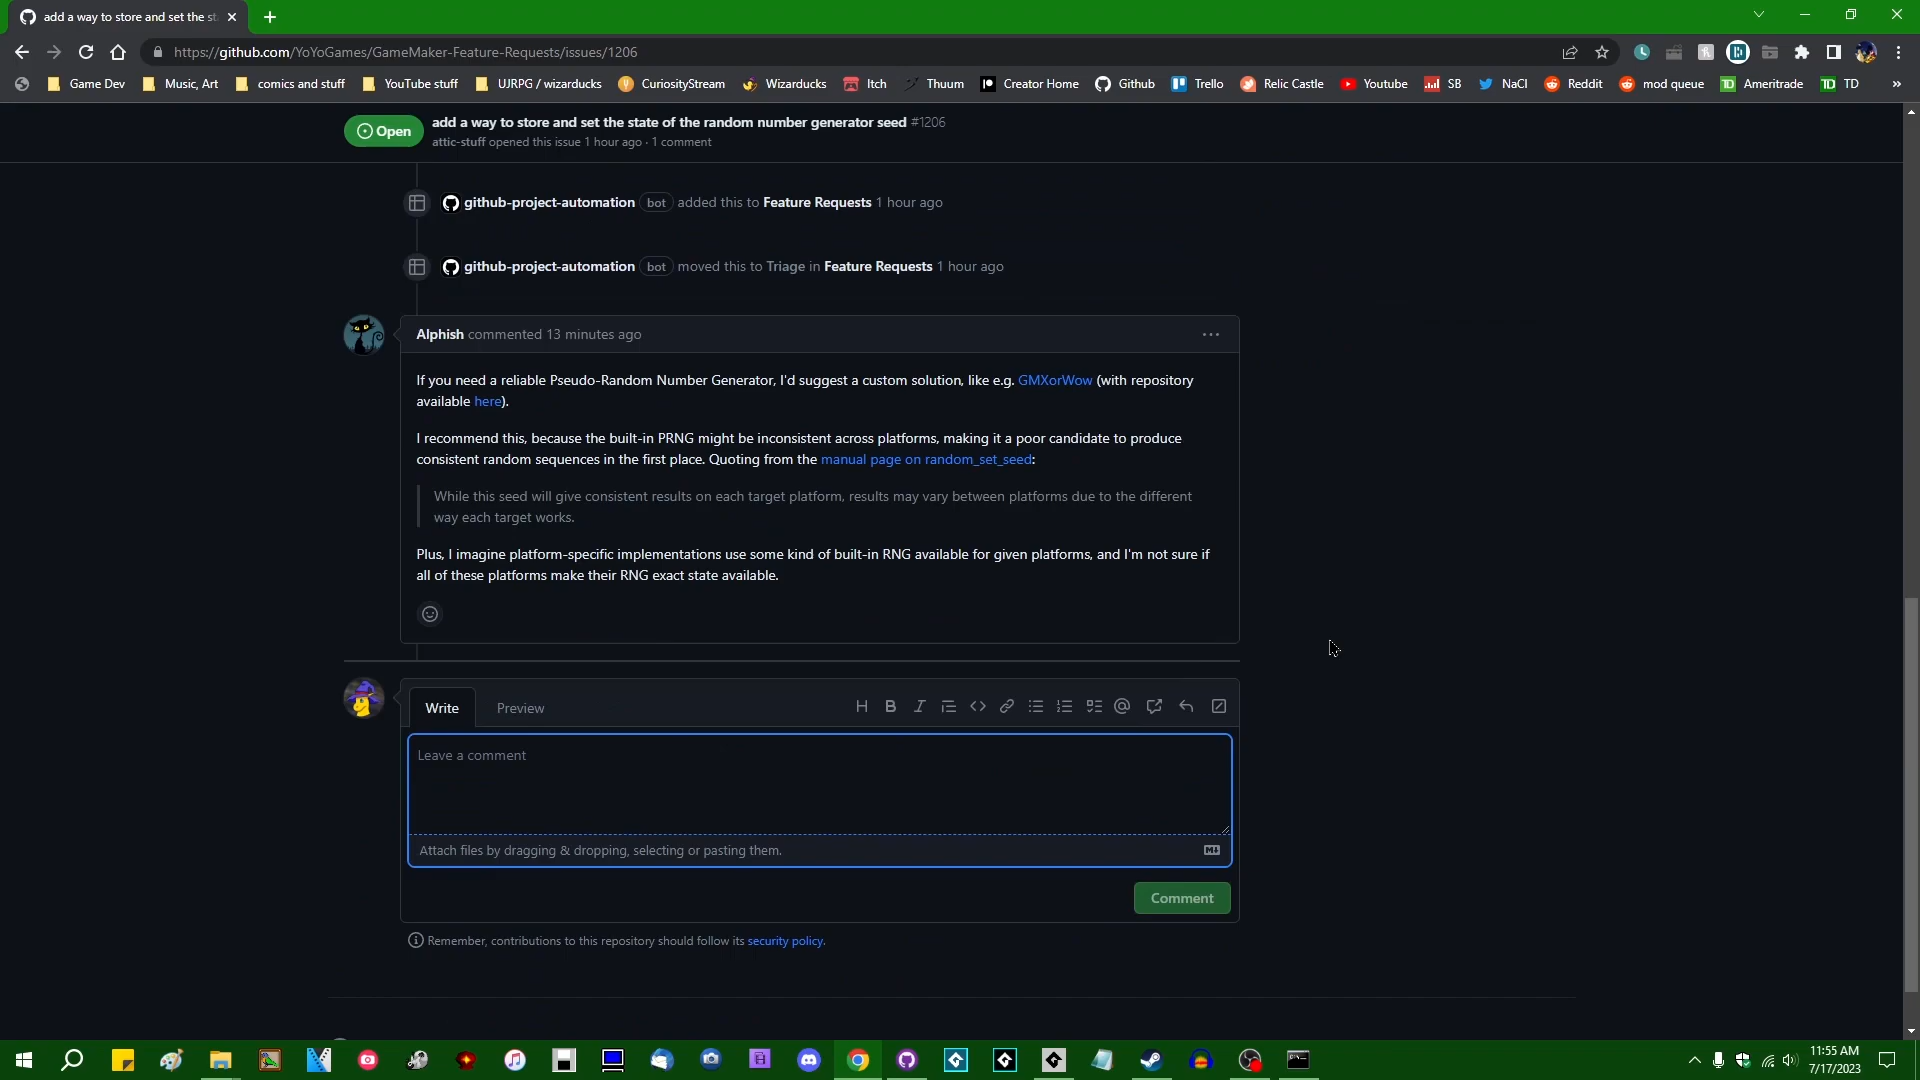 add a way to store and set the st
https://github.com/YoYoGames/GameMaker-Feature-Requests/issues/1206
Game Dev
Music, Art
comics and stuff
YouTube stuff
UJRPG / wizarducks
CuriosityStream
Wizarducks
Itch
Thuum
Creator Home
Github
Trello
Relic Castle
Youtube
SB
NaCl
Reddit
mod queue
Ameritrade
TD
»
Open
add a way to store and set the state of the random number generator seed #1206
attic-stuff opened this issue 1 hour ago · 1 comment
github-project-automation bot added this to Feature Requests 1 hour ago
github-project-automation bot moved this to Triage in Feature Requests 1 hour ago
Alphish commented 13 minutes ago
If you need a reliable Pseudo-Random Number Generator, I'd suggest a custom solution, like e.g. GMXorWow (with repository
available here).
I recommend this, because the built-in PRNG might be inconsistent across platforms, making it a poor candidate to produce
consistent random sequences in the first place. Quoting from the manual page on random_set_seed:
While this seed will give consistent results on each target platform, results may vary between platforms due to the different
way each target works.
Plus, I imagine platform-specific implementations use some kind of built-in RNG available for given platforms, and I'm not sure if
all of these platforms make their RNG exact state available.
Write
Preview
Leave a comment
Attach files by dragging & dropping, selecting or pasting them.
Comment
Remember, contributions to this repository should follow its security policy.
11:55 AM
7/17/2023